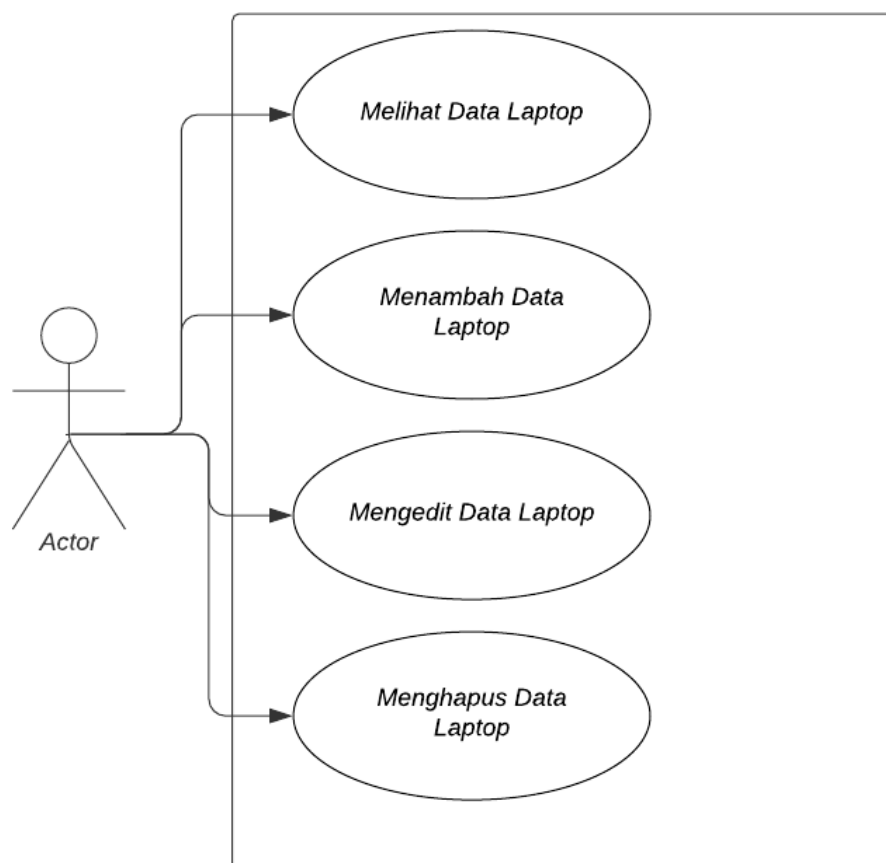 Melihat Data Laptop
Menambah Data
Laptop
Mengedit Data Laptop
Actor
Menghapus Data
Laptop